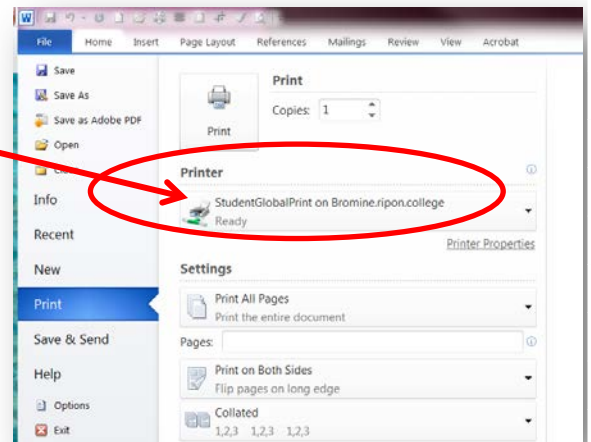 W
File Home Insert Page Layout References Mailings Review View Acrobat
Save
Save As
Save as Adobe PDF
Open
Info
Recent
New
Print
Save & Send
Help
Options
Exit
Print
Print
Copies: 1
Printer
StudentGlobalPrint on Bromine.ripon.college
Ready
Printer Properties
Settings
Print All Pages
Print the entire document
Pages:
Print on Both Sides
Flip pages on long edge
Collated
1,2,3 1,2,3 1,2,3